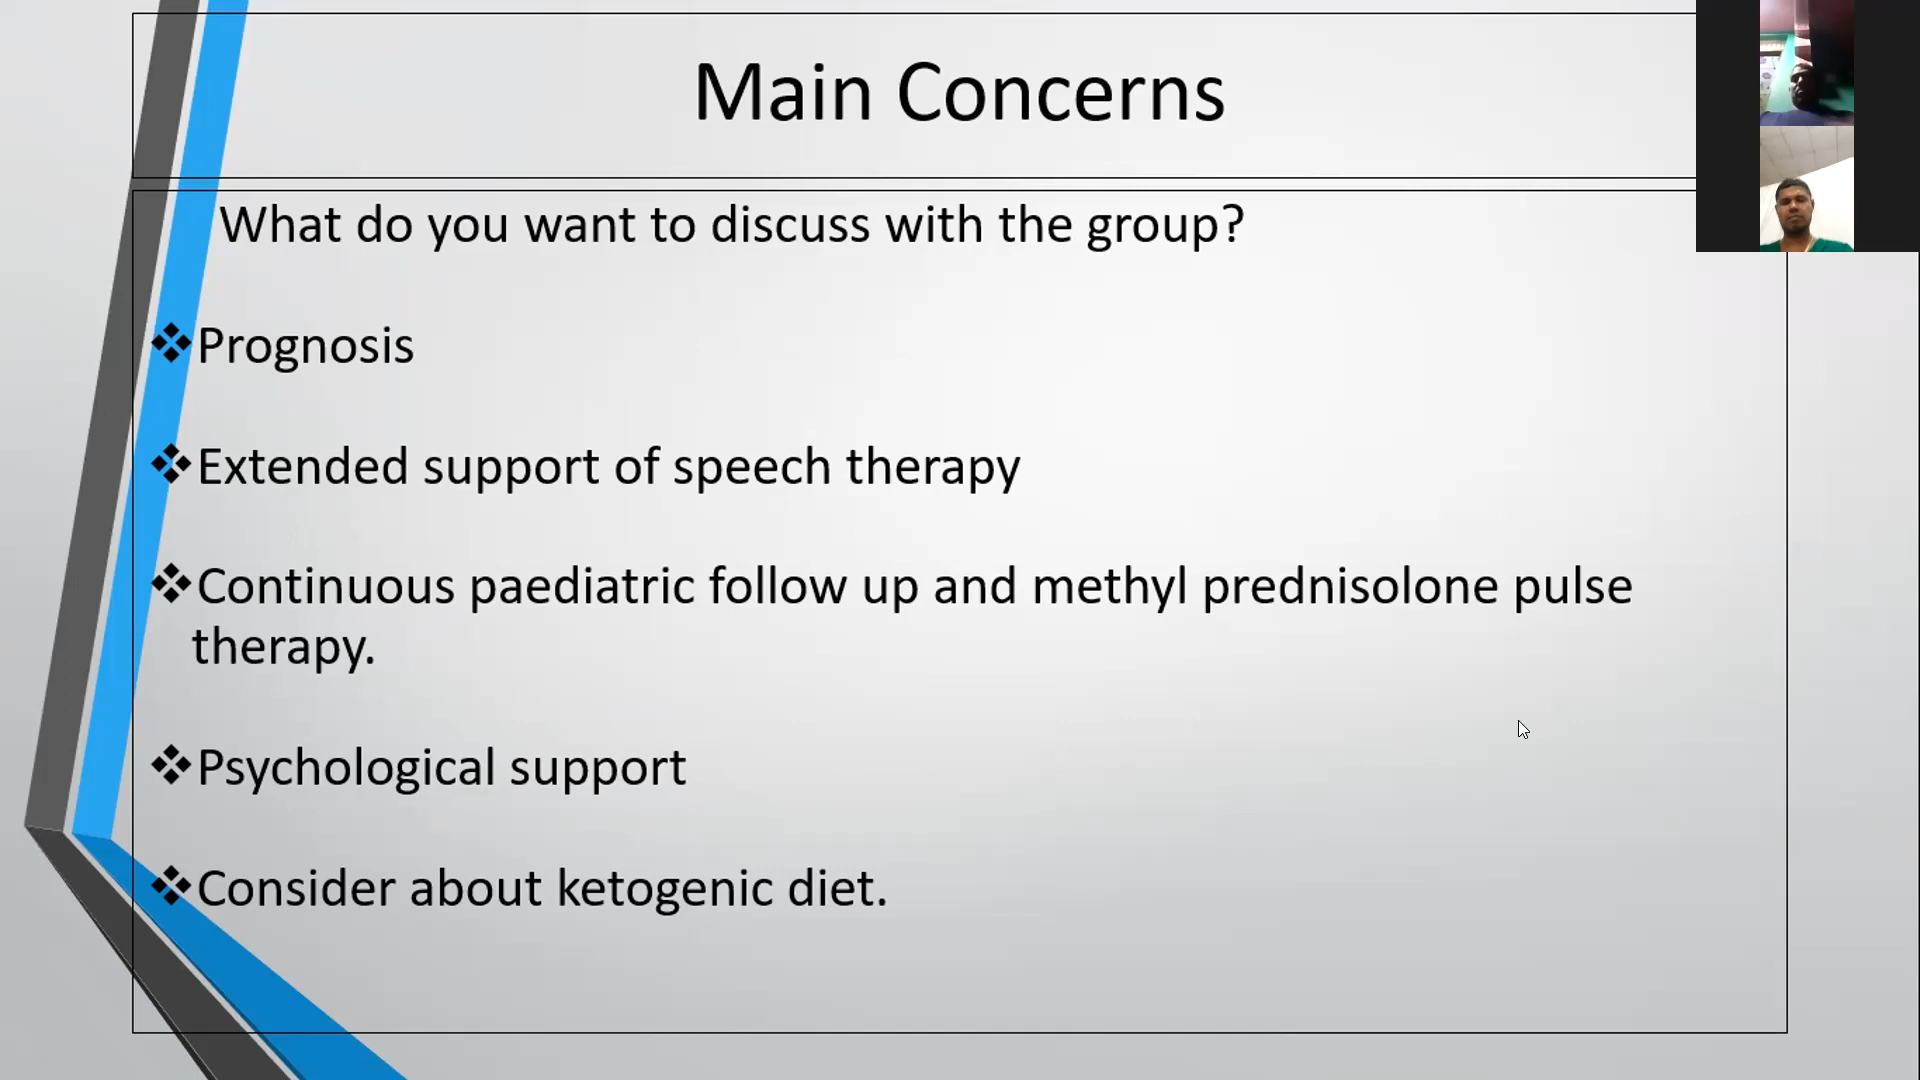 Main Concerns
What do you want to discuss with the group?
❖Prognosis
❖Extended support of speech therapy
❖Continuous paediatric follow up and methyl prednisolone pulse
therapy.
❖Psychological support
❖Consider about ketogenic diet.